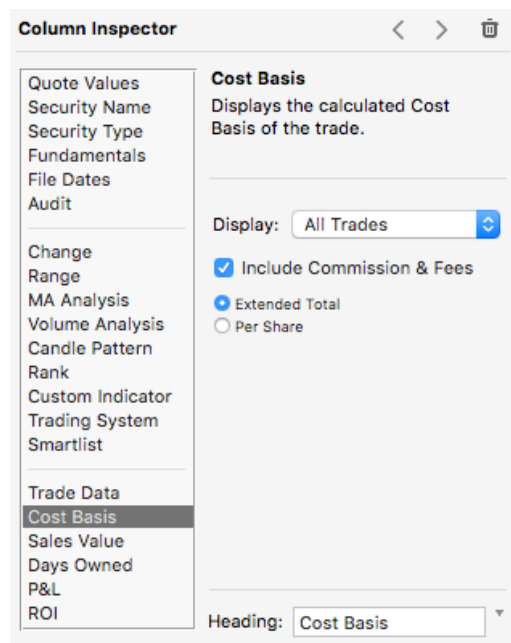 Column Inspector
Quote Values
Security Name
Security Type
Fundamentals
File Dates
Audit
Change
Range
MA Analysis
Volume Analysis
Candle Pattern
Rank
Custom Indicator
Trading System
Smartlist
Trade Data
Cost Basis
Sales Value
Days Owned
P&L
ROI
Cost Basis
Displays the calculated Cost
Basis of the trade.
Display: All Trades
Include Commission & Fees
Extended Total
Per Share
Heading: Cost Basis